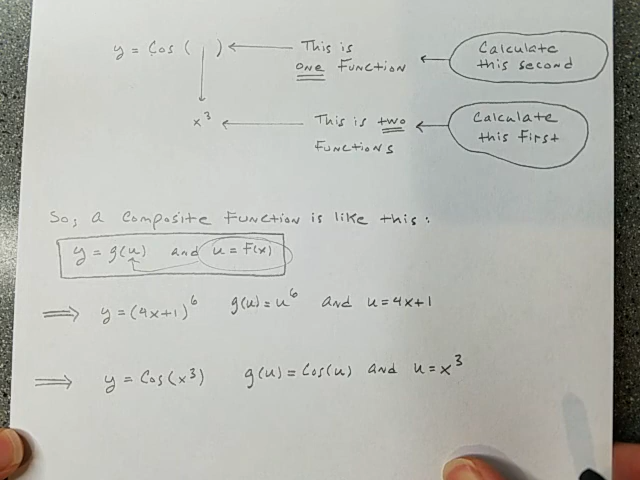 y = Cos ( ) ← This is ← Calculate
one Function this second
x³ ← This is two ← Calculate
Functions this First
So, a Composite Function is like this:
y = g(u) and u = F(x)
⟹ y = (4x+1)⁶ g(u) = u⁶ and u = 4x+1
⟹ y = Cos(x³) g(u) = Cos(u) and u = x³